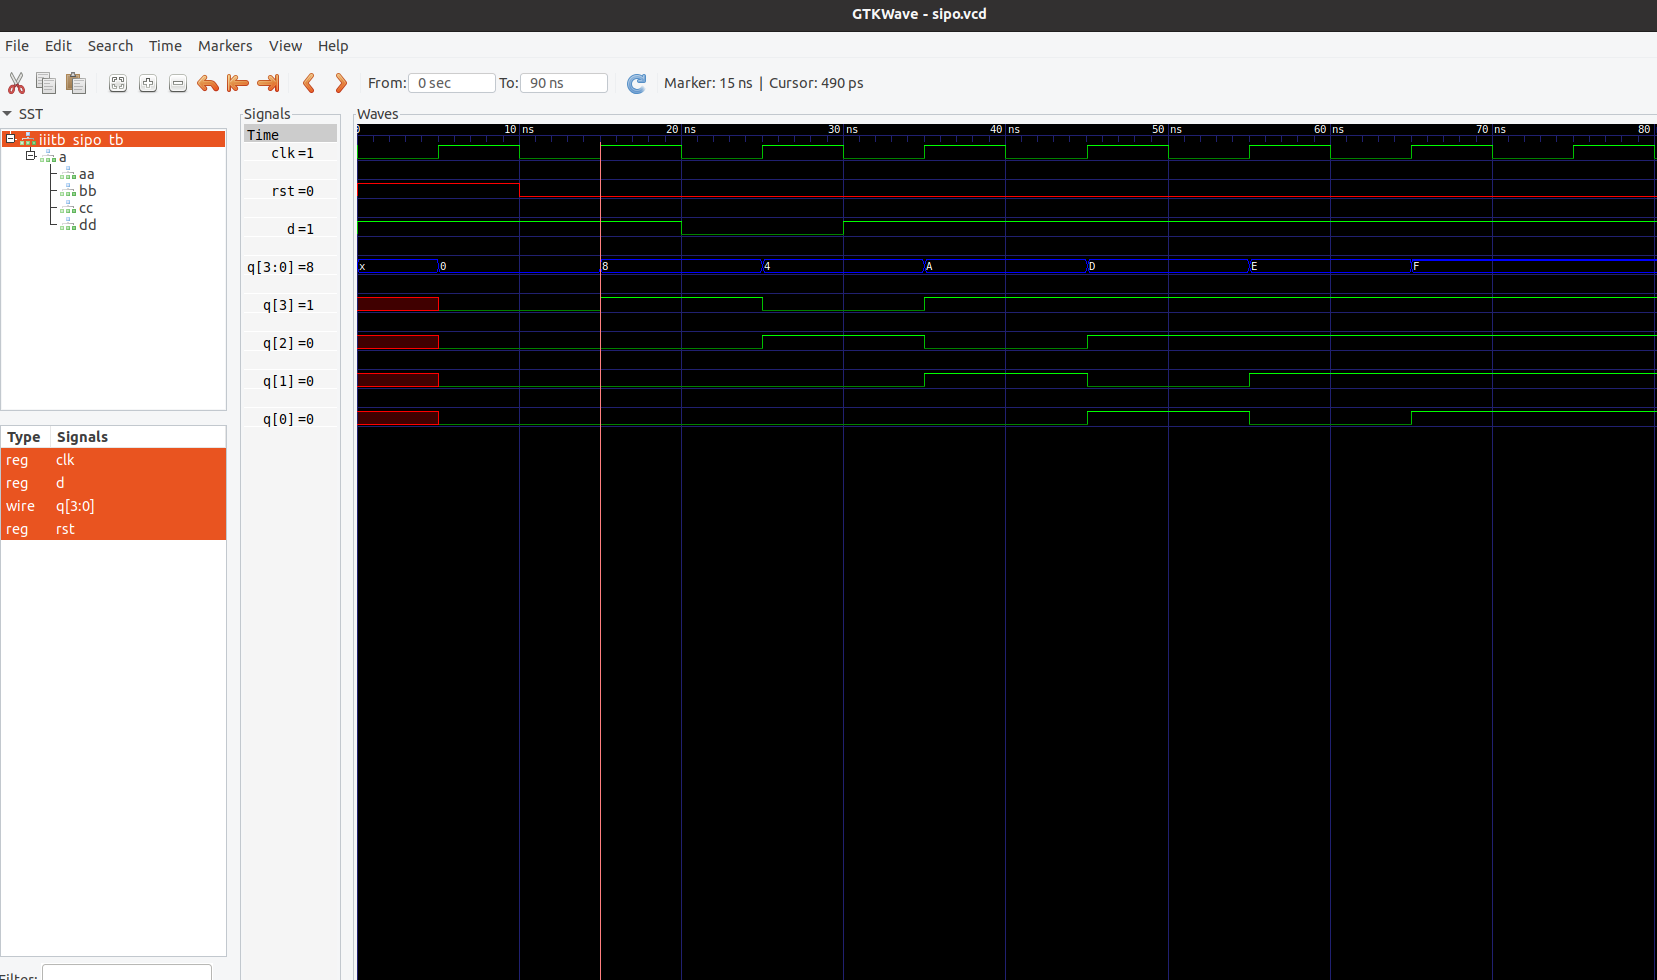 GTKWave - sipo.vcd
File Edit Search Time Markers View Help
From: 0 sec To: 90 ns Marker: 15 ns | Cursor: 490 ps
SST
iiitb_sipo_tb
a
aa
bb
cc
dd
Type Signals
reg clk
reg d
wire q[3:0]
reg rst
Filter:
Signals
Time
clk=1
rst=0
d=1
q[3:0]=8
q[3]=1
q[2]=0
q[1]=0
q[0]=0
Waves
0 10 ns 20 ns 30 ns 40 ns 50 ns 60 ns 70 ns 80
x 0 8 4 A D E F